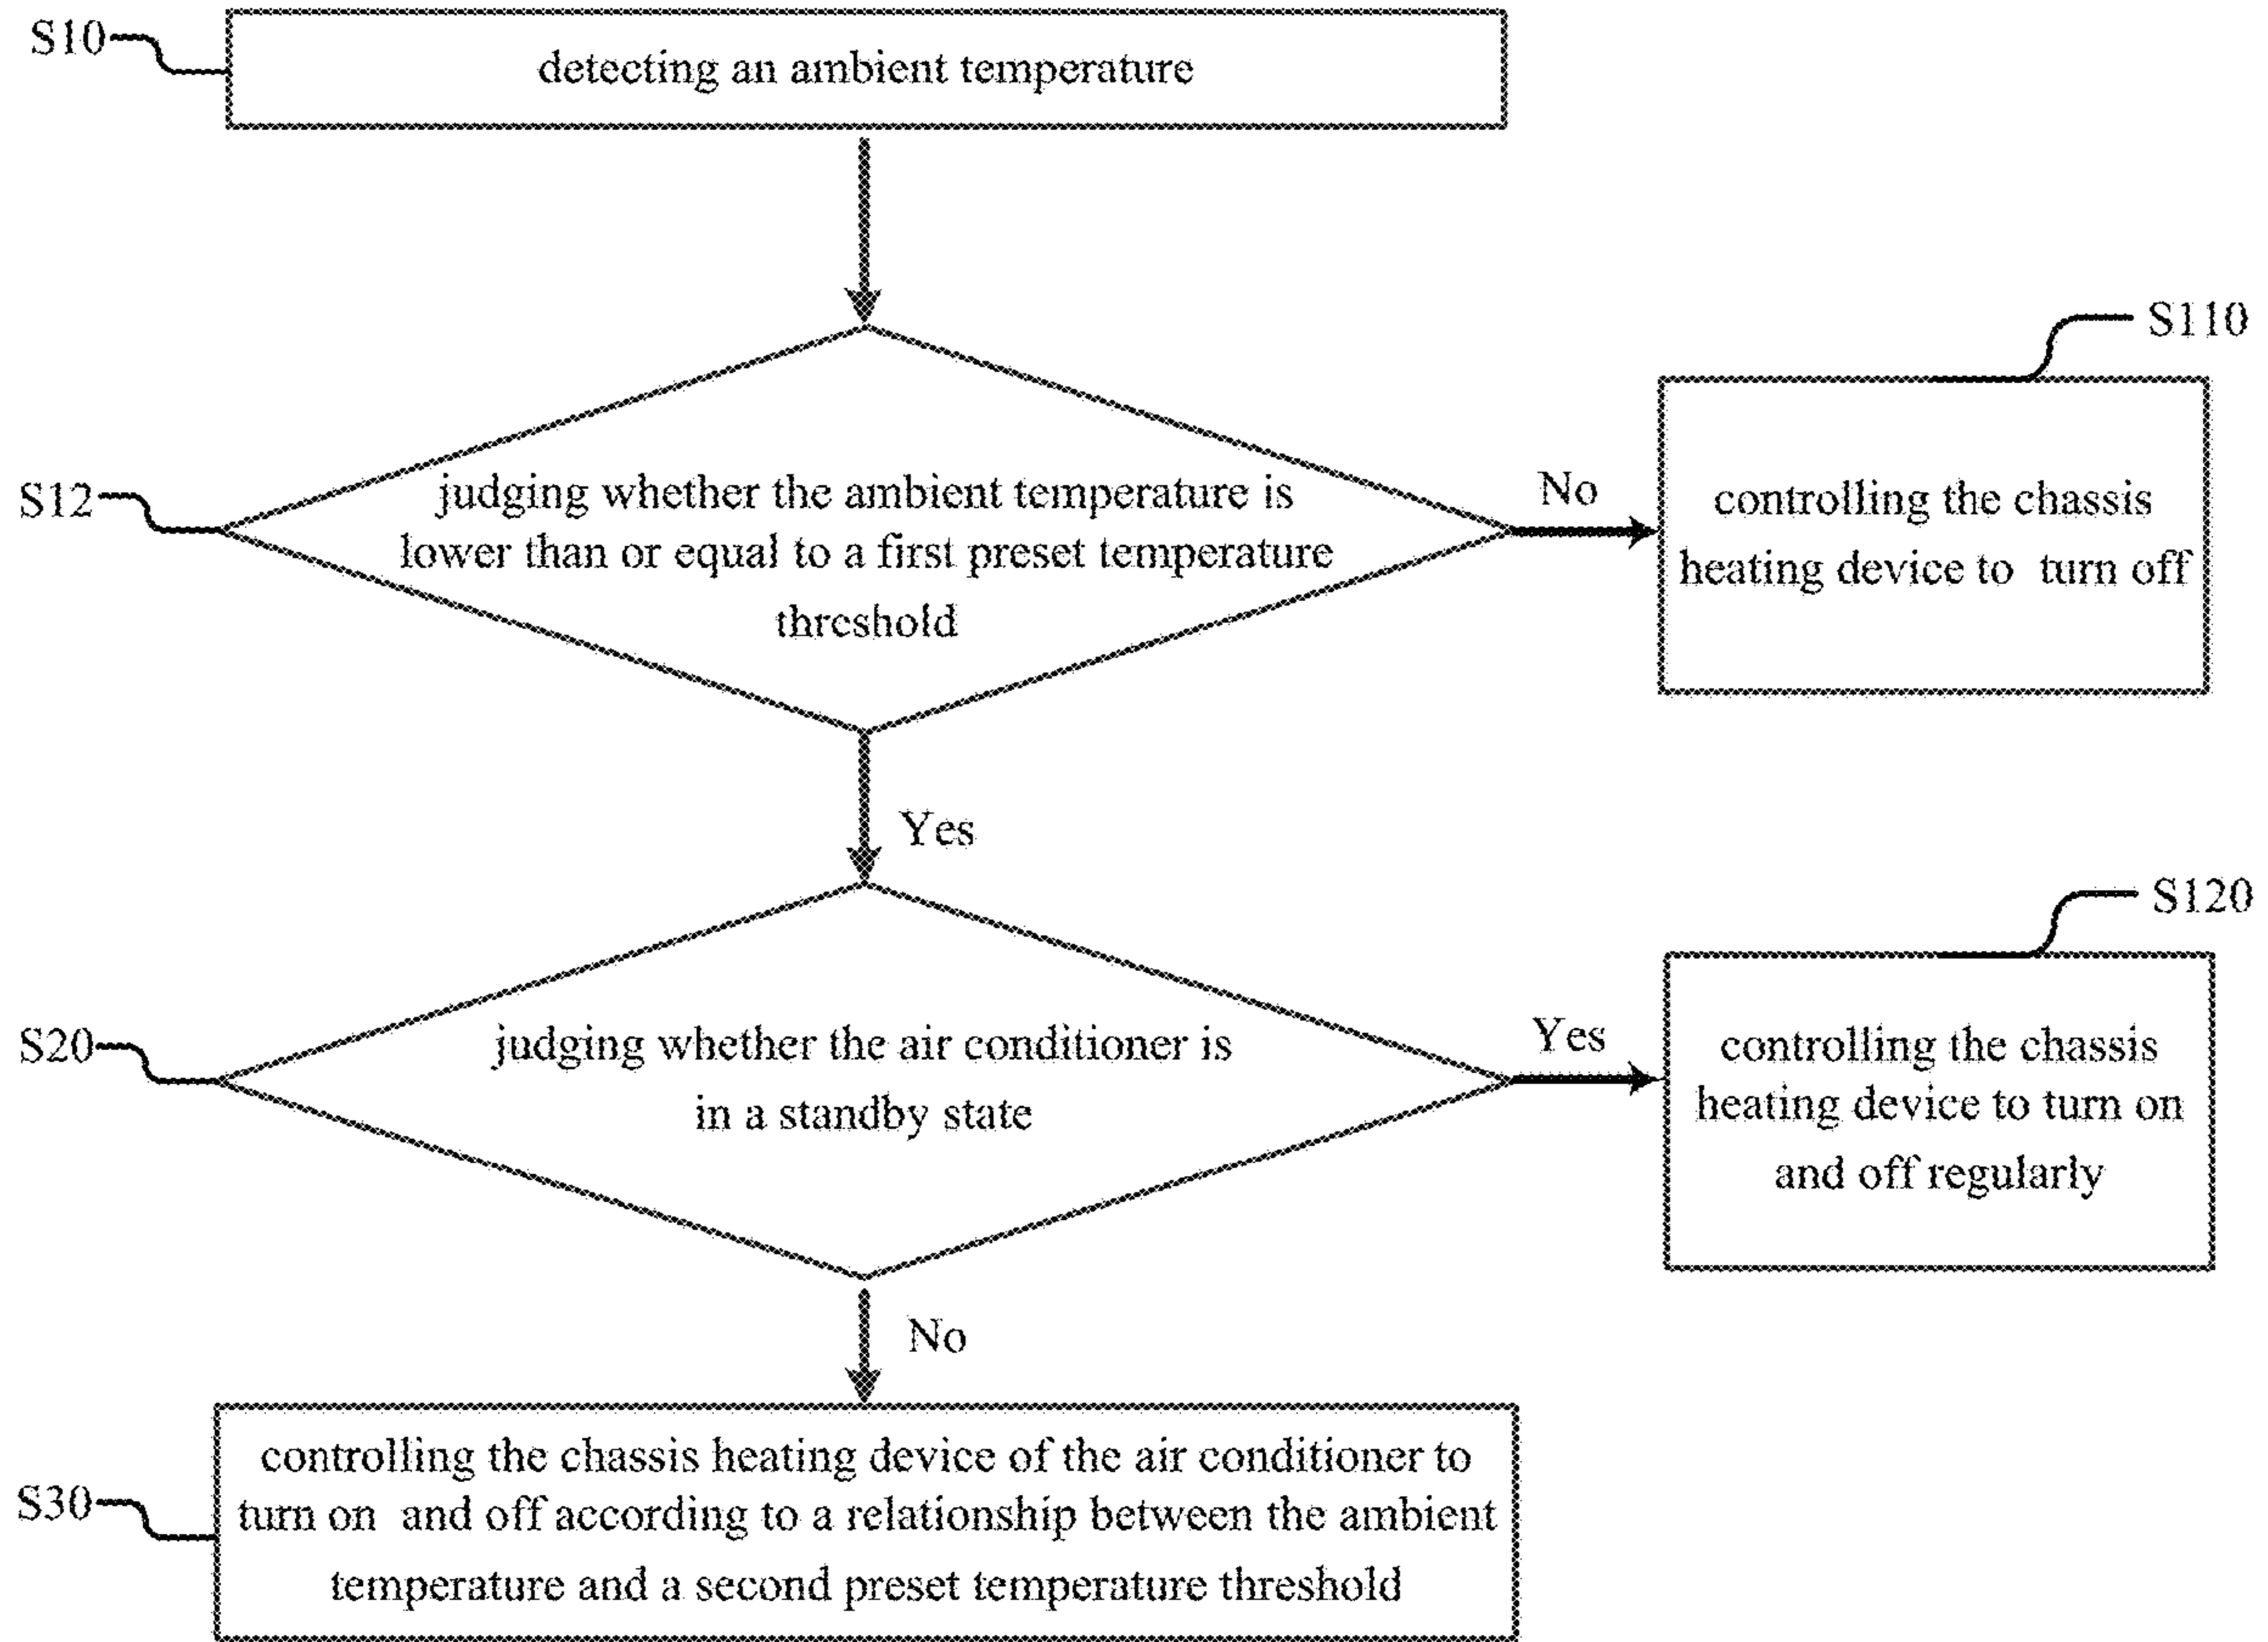 S10
detecting an ambient temperature
S110
S12
judging whether the ambient temperature is
lower than or equal to a first preset temperature
threshold
No
controlling the chassis
heating device to turn off
Yes
S120
S20
judging whether the air conditioner is
in a standby state
Yes
controlling the chassis
heating device to turn on
and off regularly
No
S30
controlling the chassis heating device of the air conditioner to
turn on and off according to a relationship between the ambient
temperature and a second preset temperature threshold